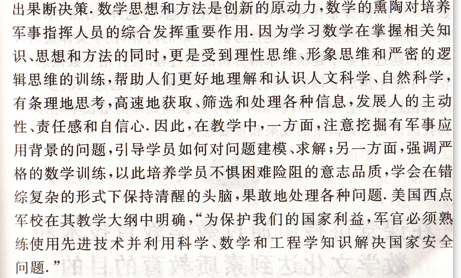 出果断决策. 数学思想和方法是创新的原动力, 数学的熏陶对培养
军事指挥人员的综合发挥重要作用. 因为学习数学在掌握相关知
识、思想和方法的同时, 更是受到理性思维、形象思维和严密的逻
辑思维的训练, 帮助人们更好地理解和认识人文科学、自然科学,
有条理地思考, 高速地获取、筛选和处理各种信息, 发展人的主动
性、责任感和自信心. 因此, 在教学中, 一方面, 注意挖掘有军事应
用背景的问题, 引导学员如何对问题建模、求解; 另一方面, 强调严
格的数学训练, 以此培养学员不惧困难险阻的意志品质, 学会在错
综复杂的形式下保持清醒的头脑, 果敢地处理各种问题. 美国西点
军校在其教学大纲中明确, “为保护我们的国家利益, 军官必须熟
练使用先进技术并利用科学、数学和工程学知识解决国家安全
问题. ”